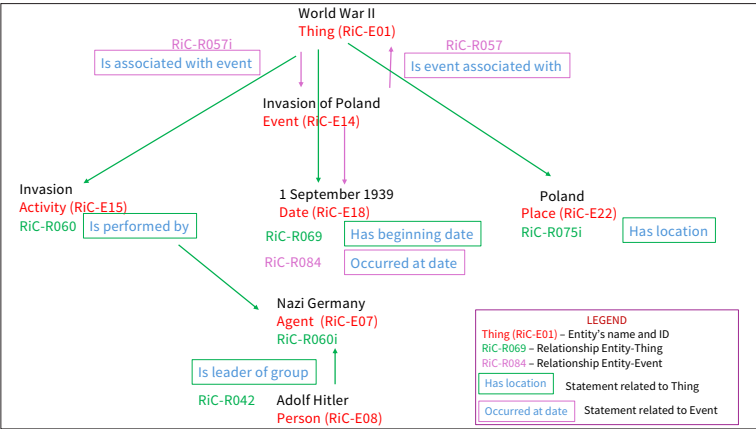 World War II
Thing (RiC-E01)
RiC-R057i
Is associated with event
RiC-R057
Is event associated with
Invasion of Poland
Event (RiC-E14)
Invasion
Activity (RiC-E15)
RiC-R060
Is performed by
1 September 1939
Date (RiC-E18)
RiC-R069
Has beginning date
RiC-R084
Occurred at date
Poland
Place (RiC-E22)
RiC-R075i
Has location
Nazi Germany
Agent (RiC-E07)
RiC-R060i
Is leader of group
RiC-R042
Adolf Hitler
Person (RiC-E08)
LEGEND
Thing (RiC-E01) – Entity's name and ID
RiC-R069 – Relationship Entity-Thing
RiC-R084 – Relationship Entity-Event
Has location Statement related to Thing
Occurred at date Statement related to Event